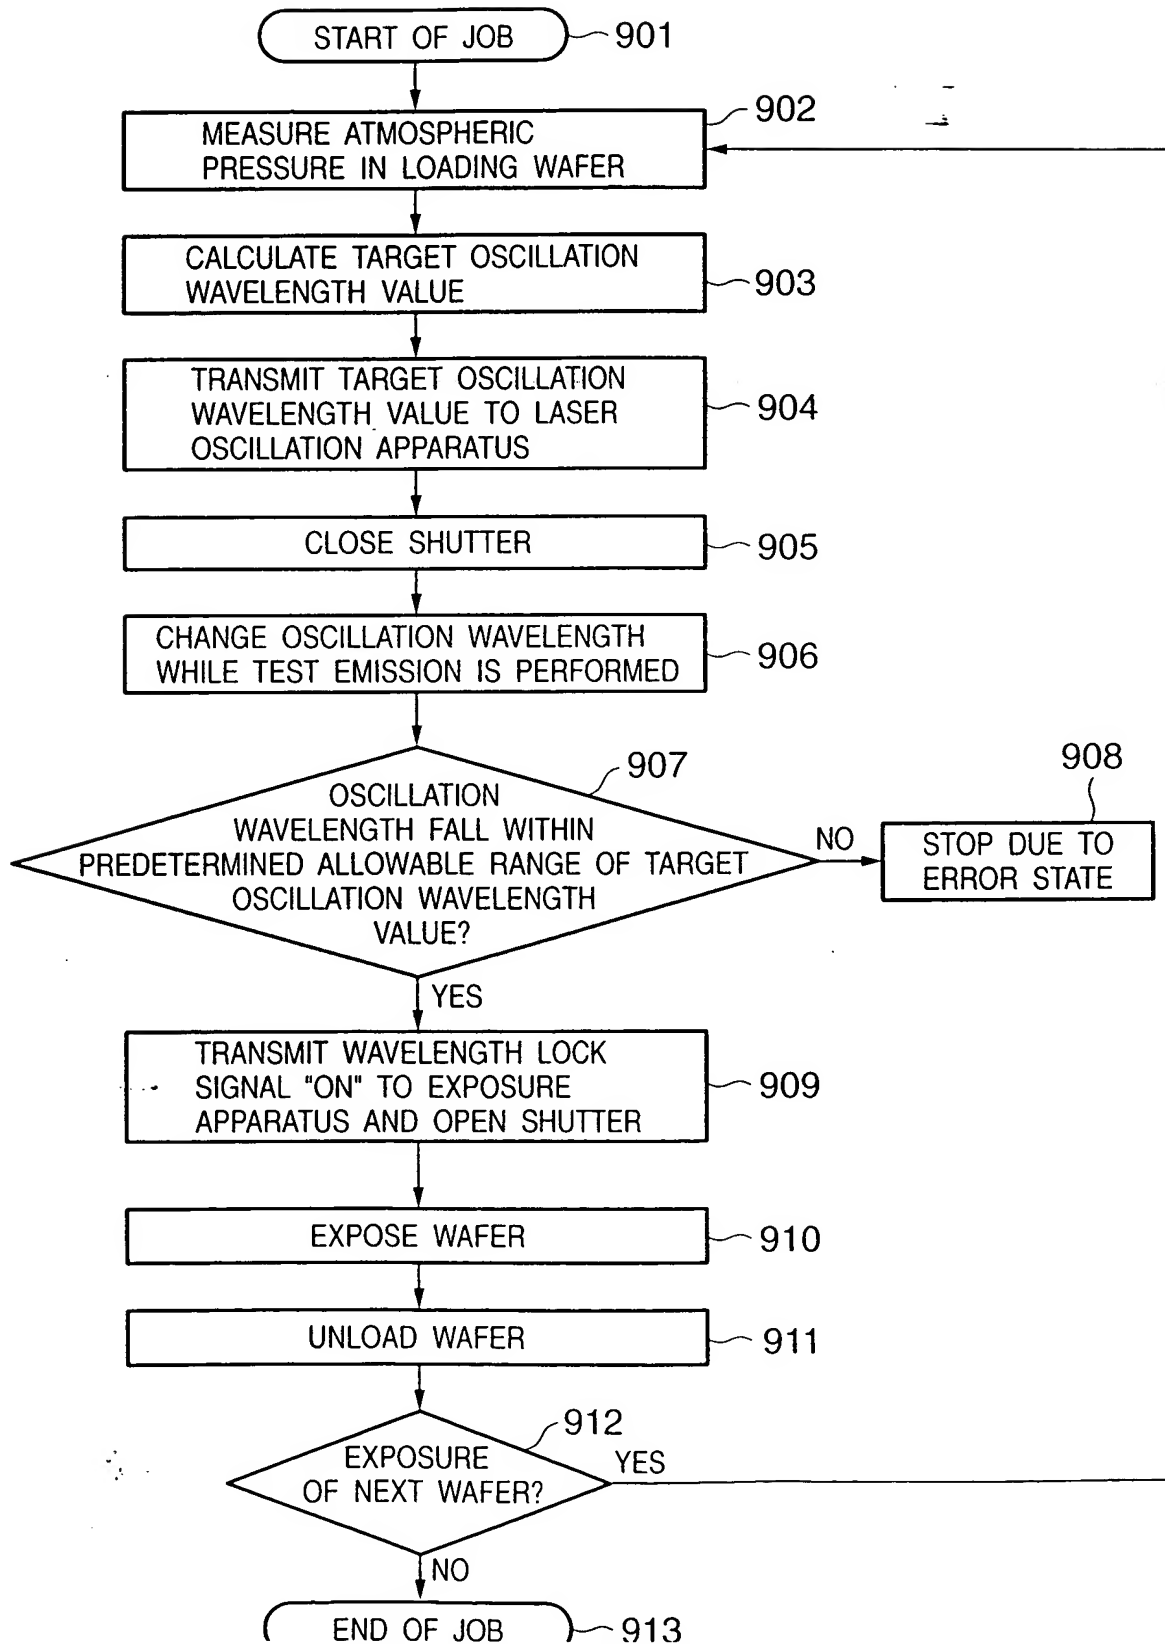 START OF JOB
901
MEASURE ATMOSPHERIC
PRESSURE IN LOADING WAFER
902
CALCULATE TARGET OSCILLATION
WAVELENGTH VALUE
903
TRANSMIT TARGET OSCILLATION
WAVELENGTH VALUE TO LASER
OSCILLATION APPARATUS
904
CLOSE SHUTTER
905
CHANGE OSCILLATION WAVELENGTH
WHILE TEST EMISSION IS PERFORMED
906
907
OSCILLATION
WAVELENGTH FALL WITHIN
PREDETERMINED ALLOWABLE RANGE OF TARGET
OSCILLATION WAVELENGTH
VALUE?
NO
908
STOP DUE TO
ERROR STATE
YES
TRANSMIT WAVELENGTH LOCK
SIGNAL "ON" TO EXPOSURE
APPARATUS AND OPEN SHUTTER
909
EXPOSE WAFER
910
UNLOAD WAFER
911
912
EXPOSURE
OF NEXT WAFER?
YES
NO
END OF JOB
913